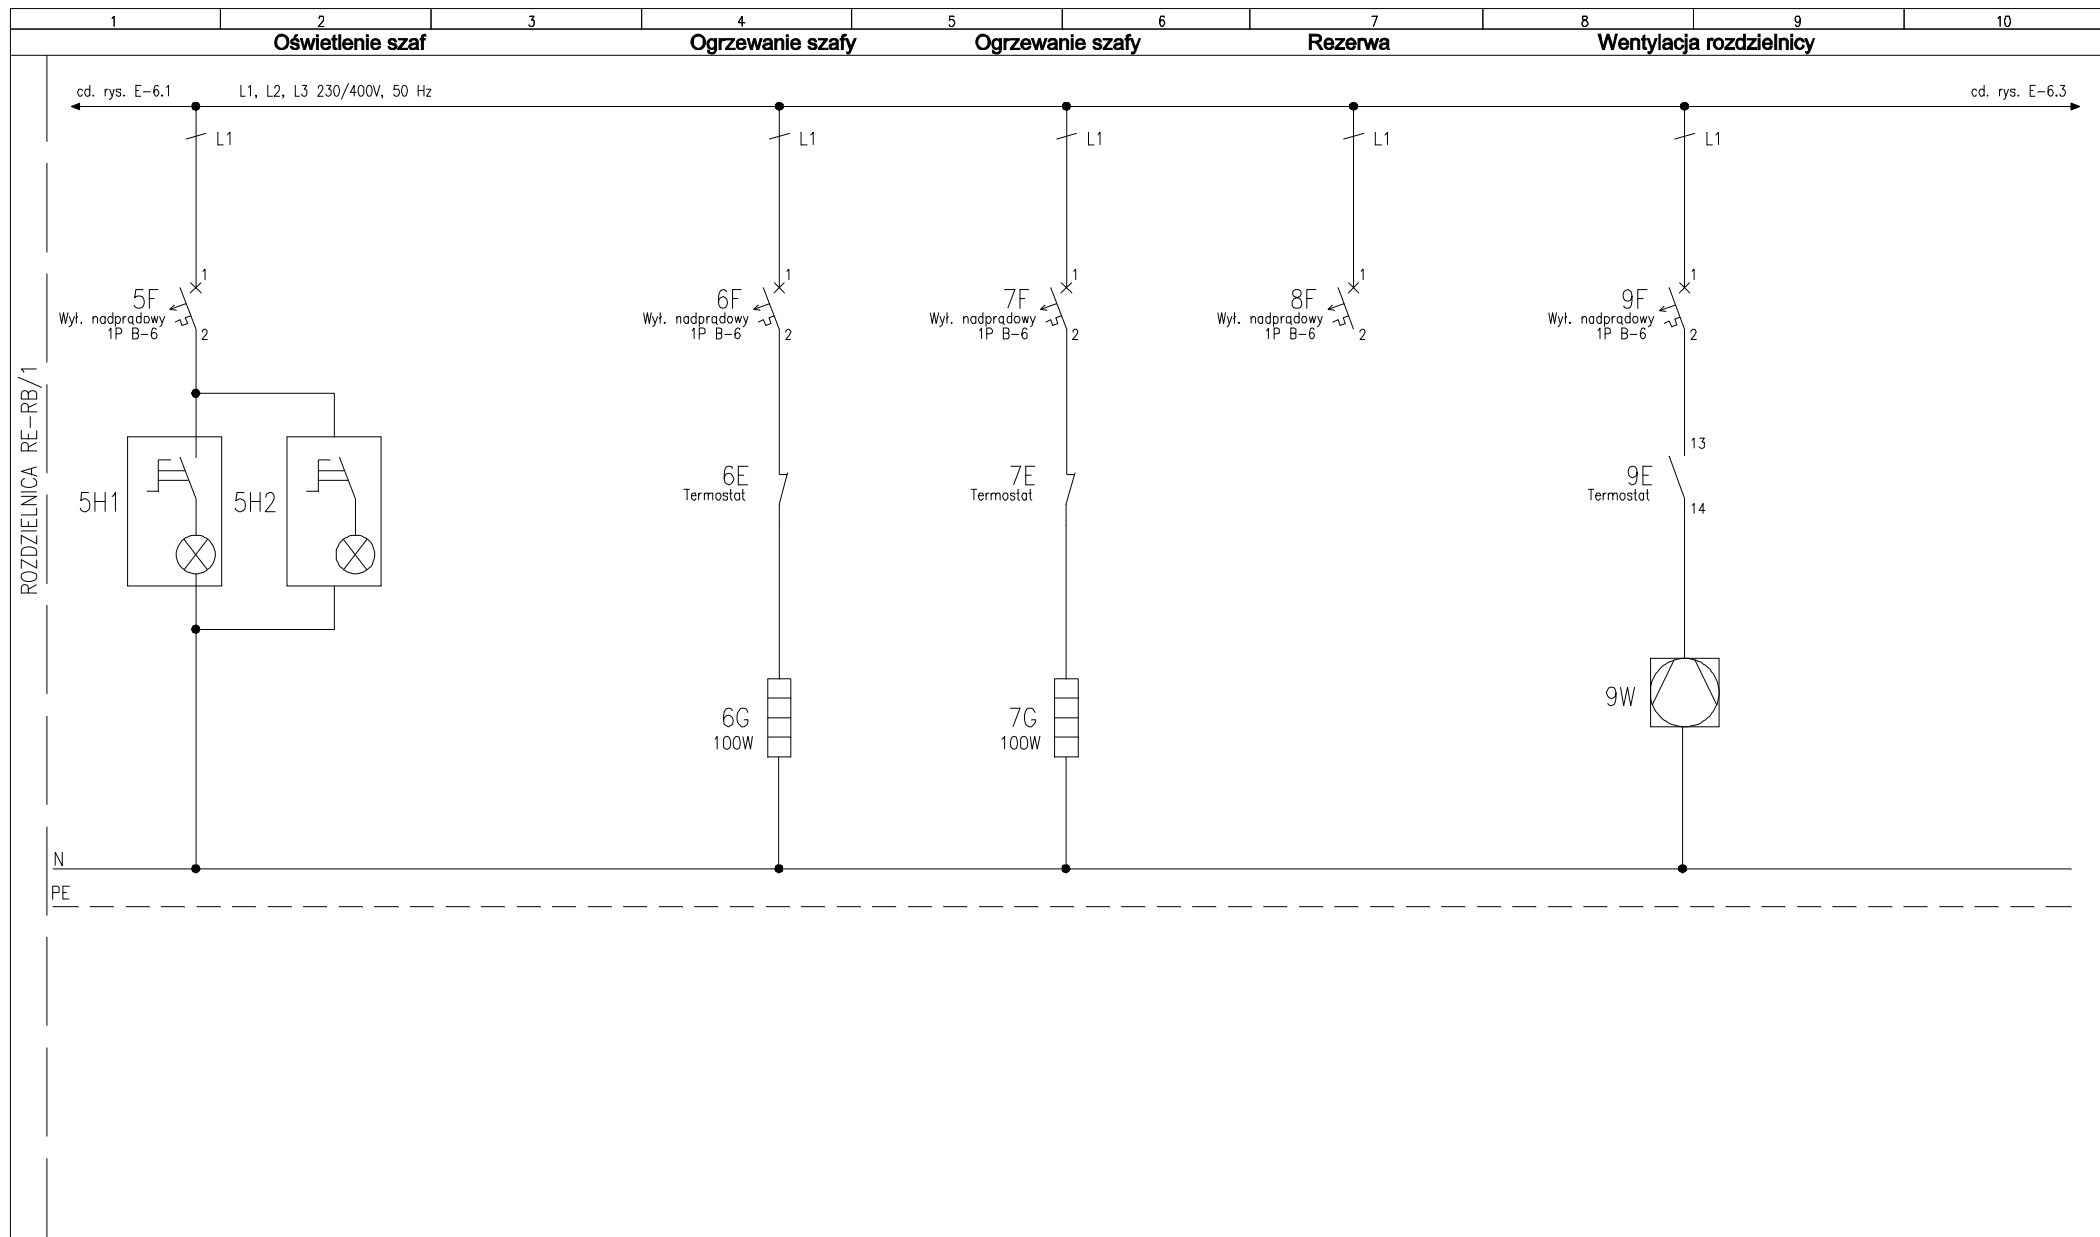 1 2 3 4 5 6 7 8 9 10
Oświetlenie szaf Ogrzewanie szafy Ogrzewanie szafy Rezerwa Wentylacja rozdzielnicy
cd. rys. E-6.1 L1, L2, L3 230/400V, 50 Hz cd. rys. E-6.3
L1 L1 L1 L1 L1
1 1 1 1 1
5F 6F 7F 8F 9F
Wył. nadprądowy Wył. nadprądowy Wył. nadprądowy Wył. nadprądowy Wył. nadprądowy
1P B-6 2 1P B-6 2 1P B-6 2 1P B-6 2 1P B-6 2
ROZDZIELNICA RE-RB/1
13
6E 7E 9E
Termostat Termostat Termostat
5H1 5H2
14
9W
6G 7G
100W 100W
N
PE